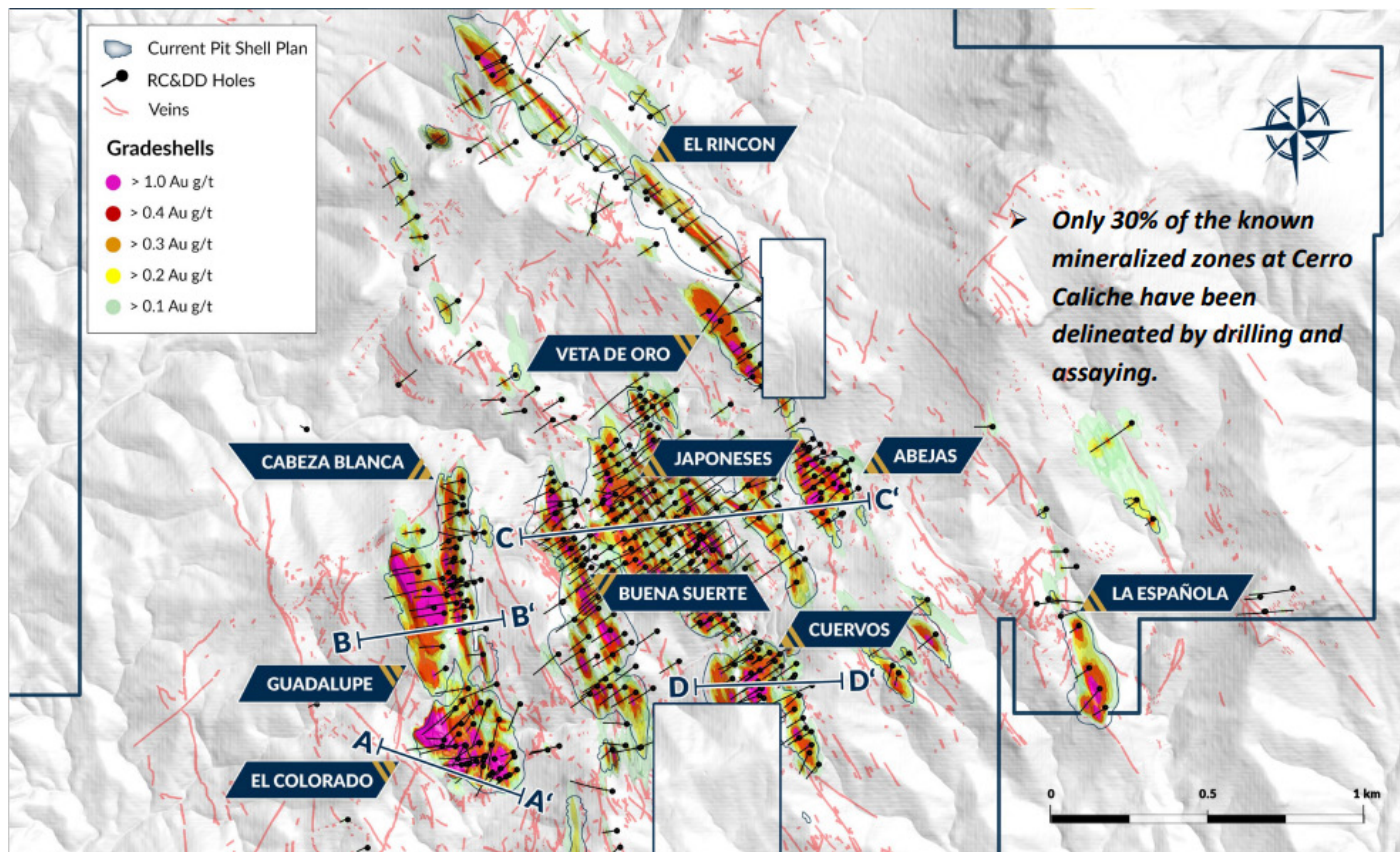 Current Pit Shell Plan
RC&DD Holes
Veins
Gradeshells
> 1.0 Au g/t
> 0.4 Au g/t
> 0.3 Au g/t
> 0.2 Au g/t
> 0.1 Au g/t
EL RINCON
➢ Only 30% of the known
mineralized zones at Cerro
Caliche have been
delineated by drilling and
assaying.
VETA DE ORO
CABEZA BLANCA
JAPONESES
ABEJAS
C
C'
BUENA SUERTE
LA ESPAÑOLA
B
B'
CUERVOS
GUADALUPE
D
D'
A
EL COLORADO
A'
0
0.5
1 km